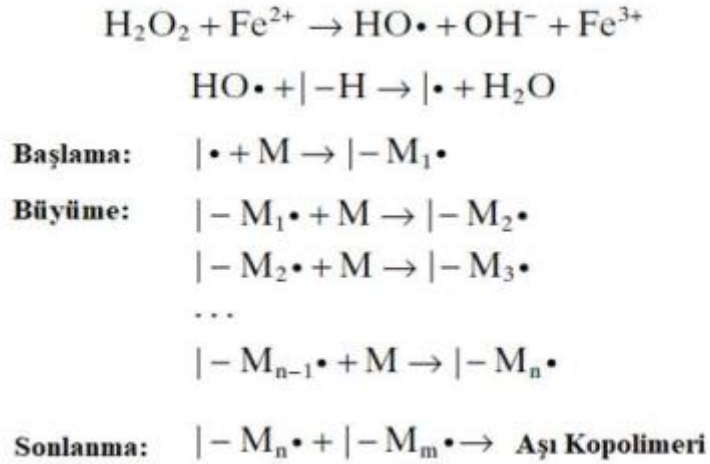 H₂O₂ + Fe²⁺ → HO• + OH⁻ + Fe³⁺
HO• + |−H → |• + H₂O
Başlama: |• + M → |− M₁•
Büyüme: |− M₁• + M → |− M₂•
|− M₂• + M → |− M₃•
...
|− Mₙ₋₁• + M → |− Mₙ•
Sonlanma: |− Mₙ• + |− Mₘ• → Aşı Kopolimeri